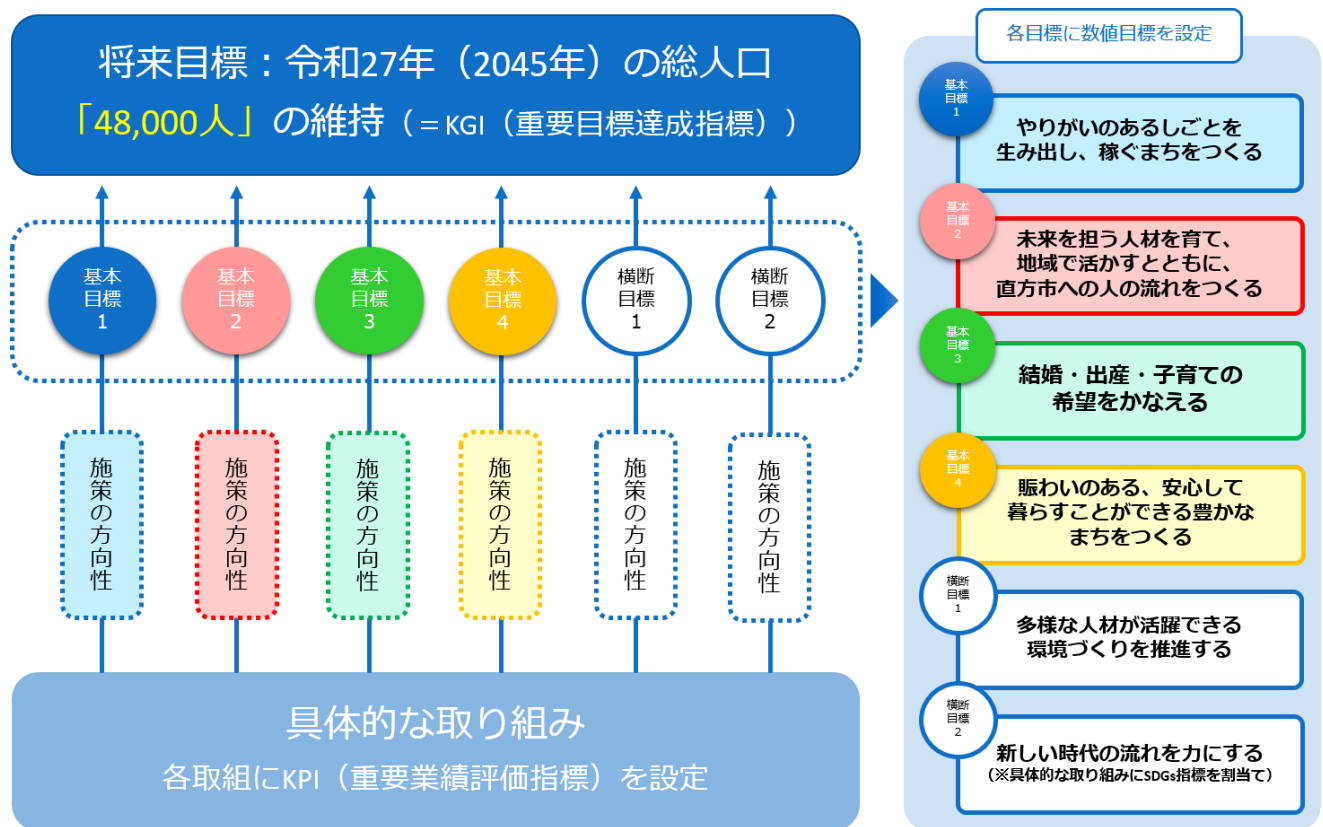 将来目標：令和27年（2045年）の総人口
「48,000人」の維持（＝KGI（重要目標達成指標））
基本
目標
1
基本
目標
2
基本
目標
3
基本
目標
4
横断
目標
1
横断
目標
2
施策の方向性
施策の方向性
施策の方向性
施策の方向性
施策の方向性
施策の方向性
具体的な取り組み
各取組にKPI（重要業績評価指標）を設定
各目標に数値目標を設定
基本
目標
1
やりがいのあるしごとを
生み出し、稼ぐまちをつくる
基本
目標
2
未来を担う人材を育て、
地域で活かすとともに、
直方市への人の流れをつくる
基本
目標
3
結婚・出産・子育ての
希望をかなえる
基本
目標
4
賑わいのある、安心して
暮らすことができる豊かな
まちをつくる
横断
目標
1
多様な人材が活躍できる
環境づくりを推進する
横断
目標
2
新しい時代の流れを力にする
（※具体的な取り組みにSDGs指標を割当て）